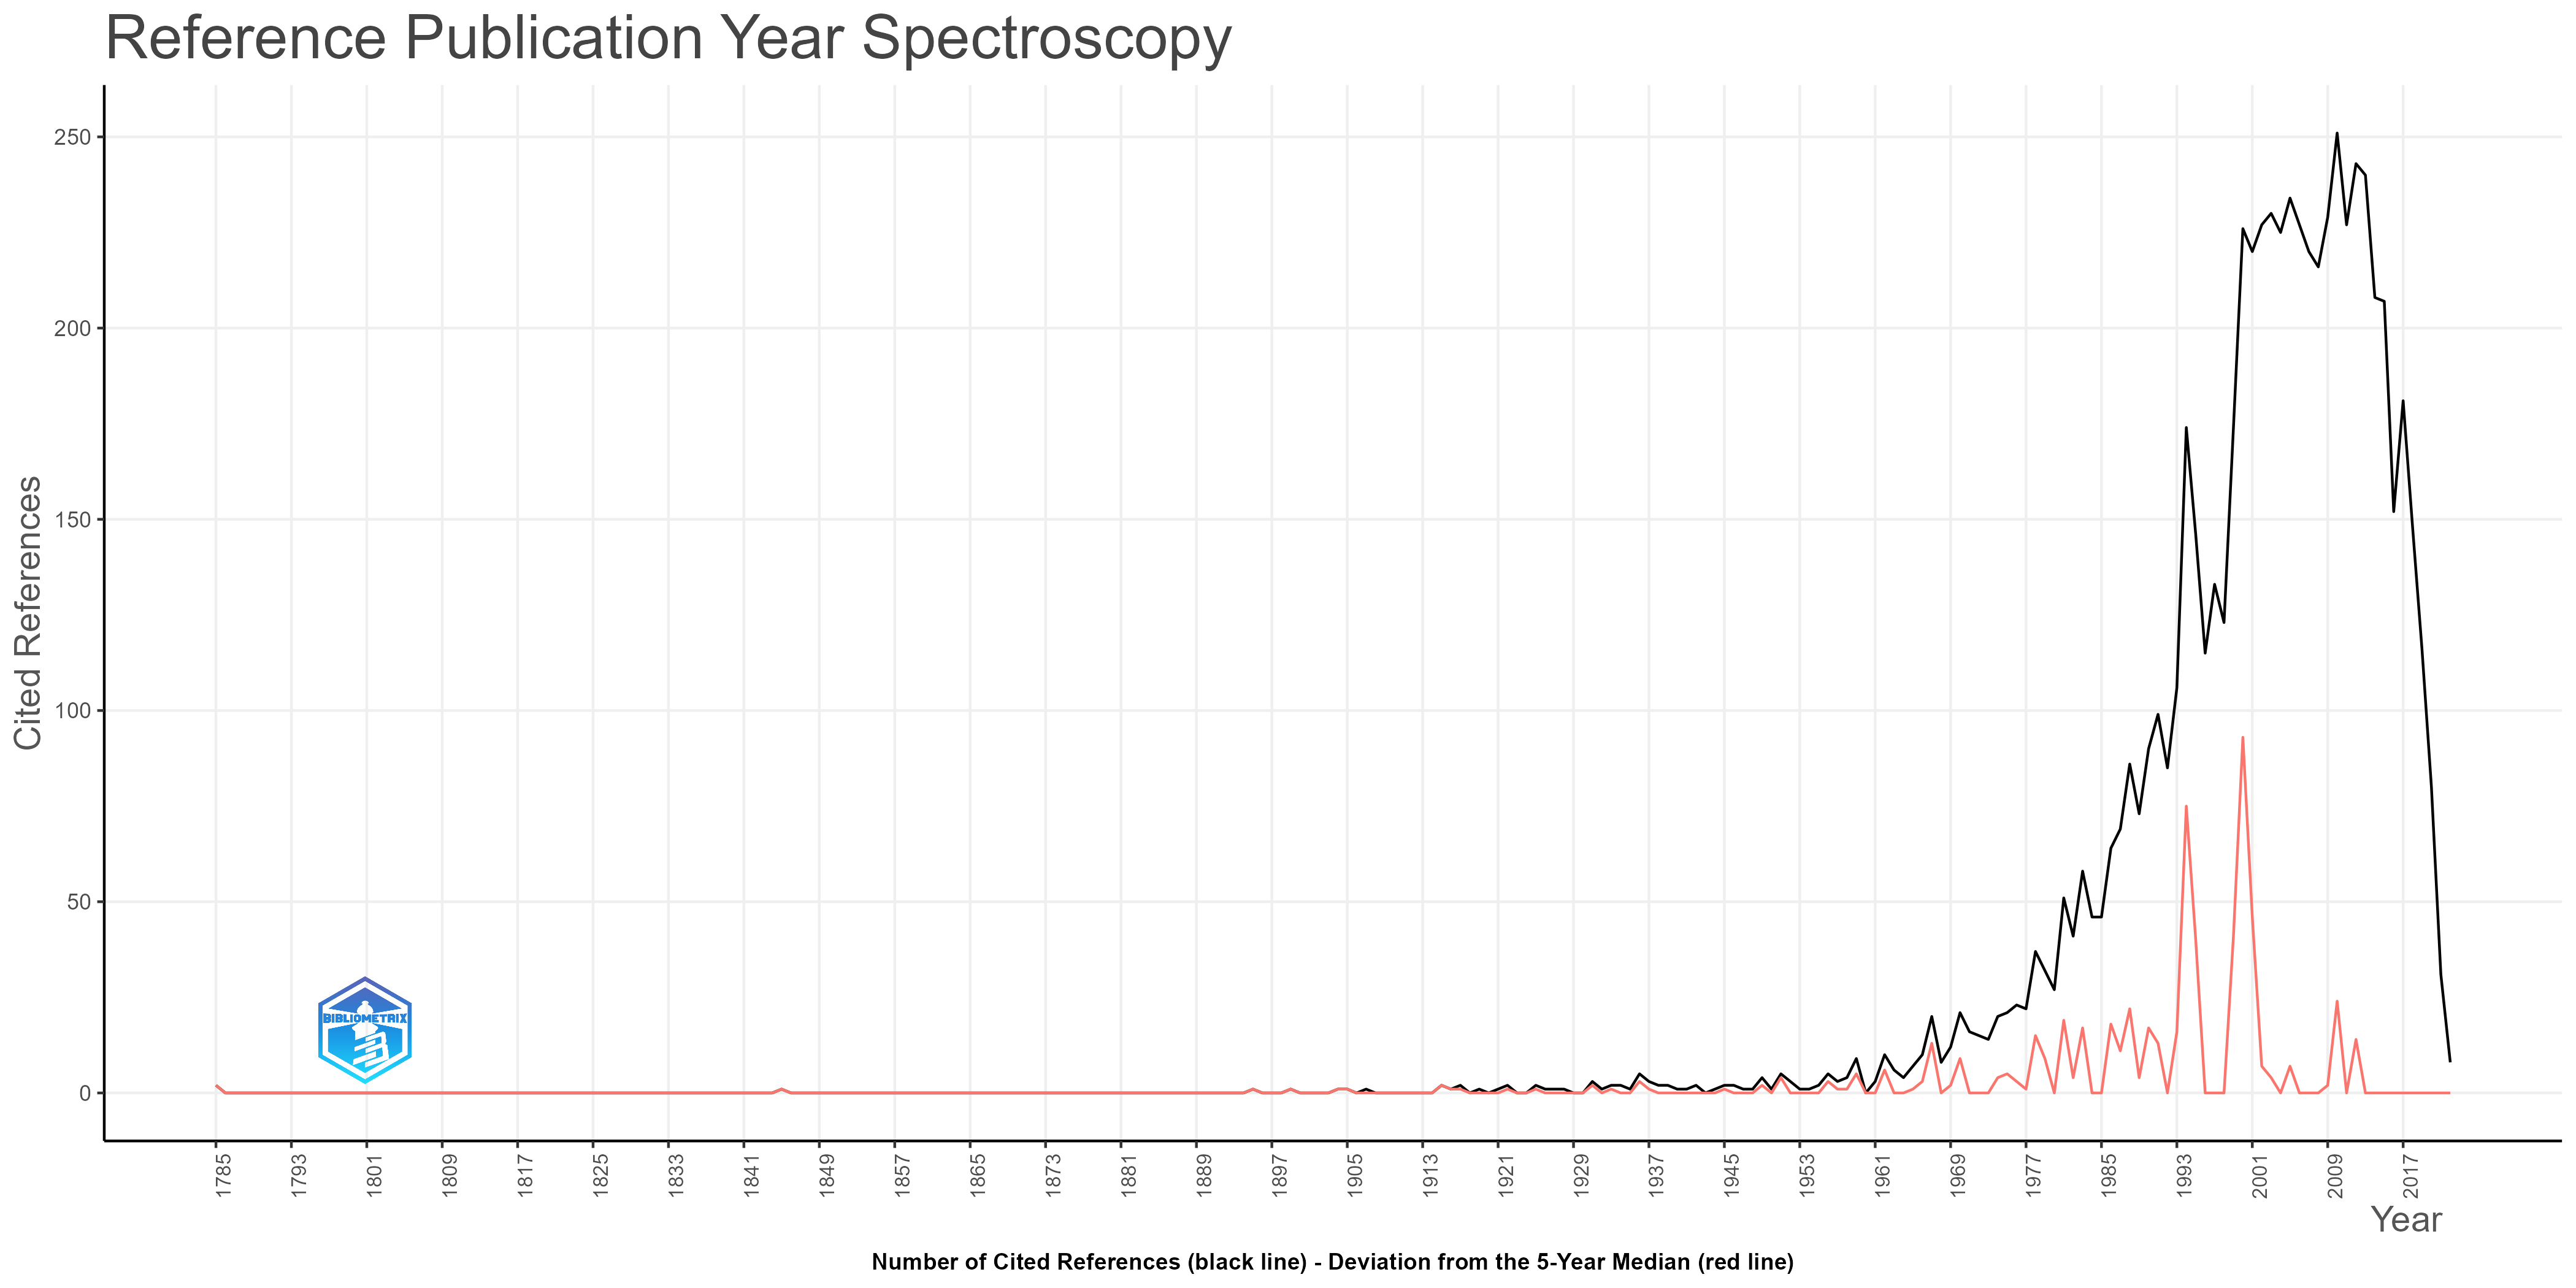 Reference Publication Year Spectroscopy
Cited References
250
200
150
100
50
0
BIBLIOMETRIX
1785 1793 1801 1809 1817 1825 1833 1841 1849 1857 1865 1873 1881 1889 1897 1905 1913 1921 1929 1937 1945 1953 1961 1969 1977 1985 1993 2001 2009 2017
Year
Number of Cited References (black line) - Deviation from the 5-Year Median (red line)